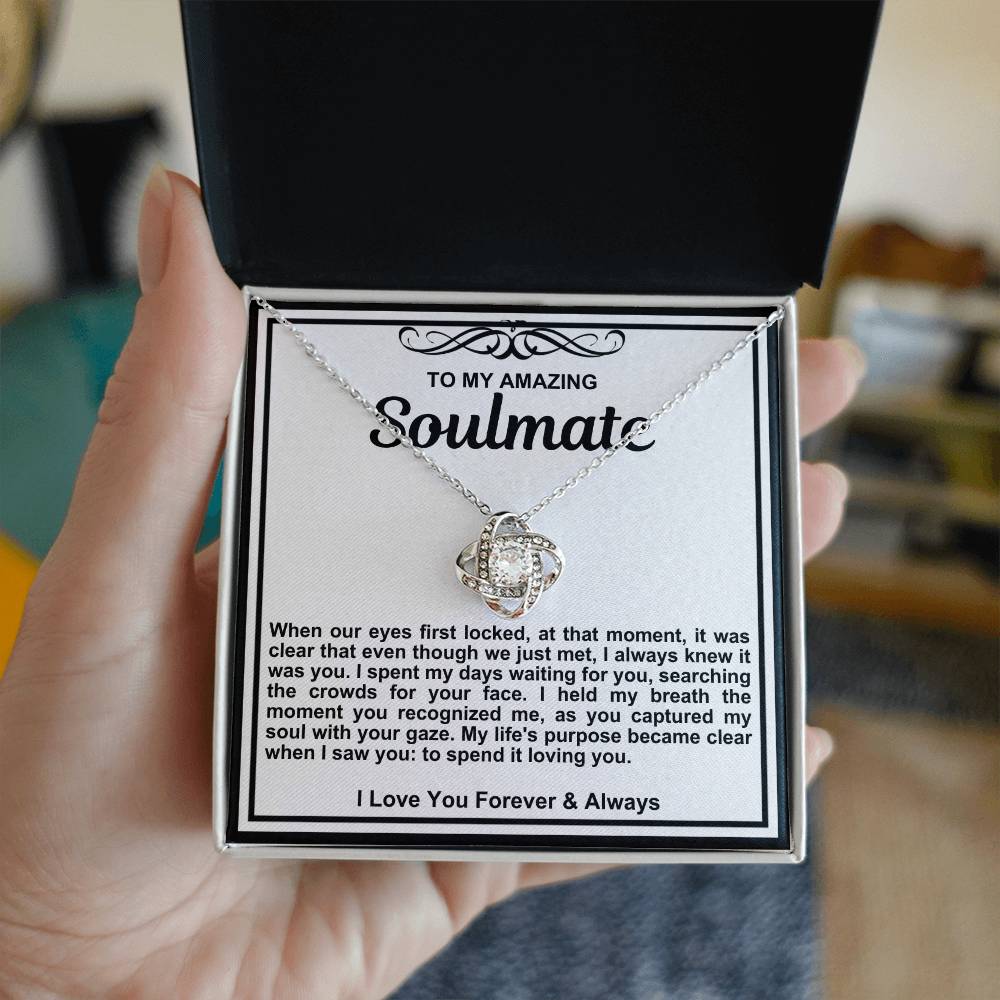 TO MY AMAZING
Soulmate
When our eyes first locked, at that moment, it was
clear that even though we just met, I always knew it
was you. I spent my days waiting for you, searching
the crowds for your face. I held my breath the
moment you recognized me, as you captured my
soul with your gaze. My life's purpose became clear
when I saw you: to spend it loving you.
I Love You Forever & Always